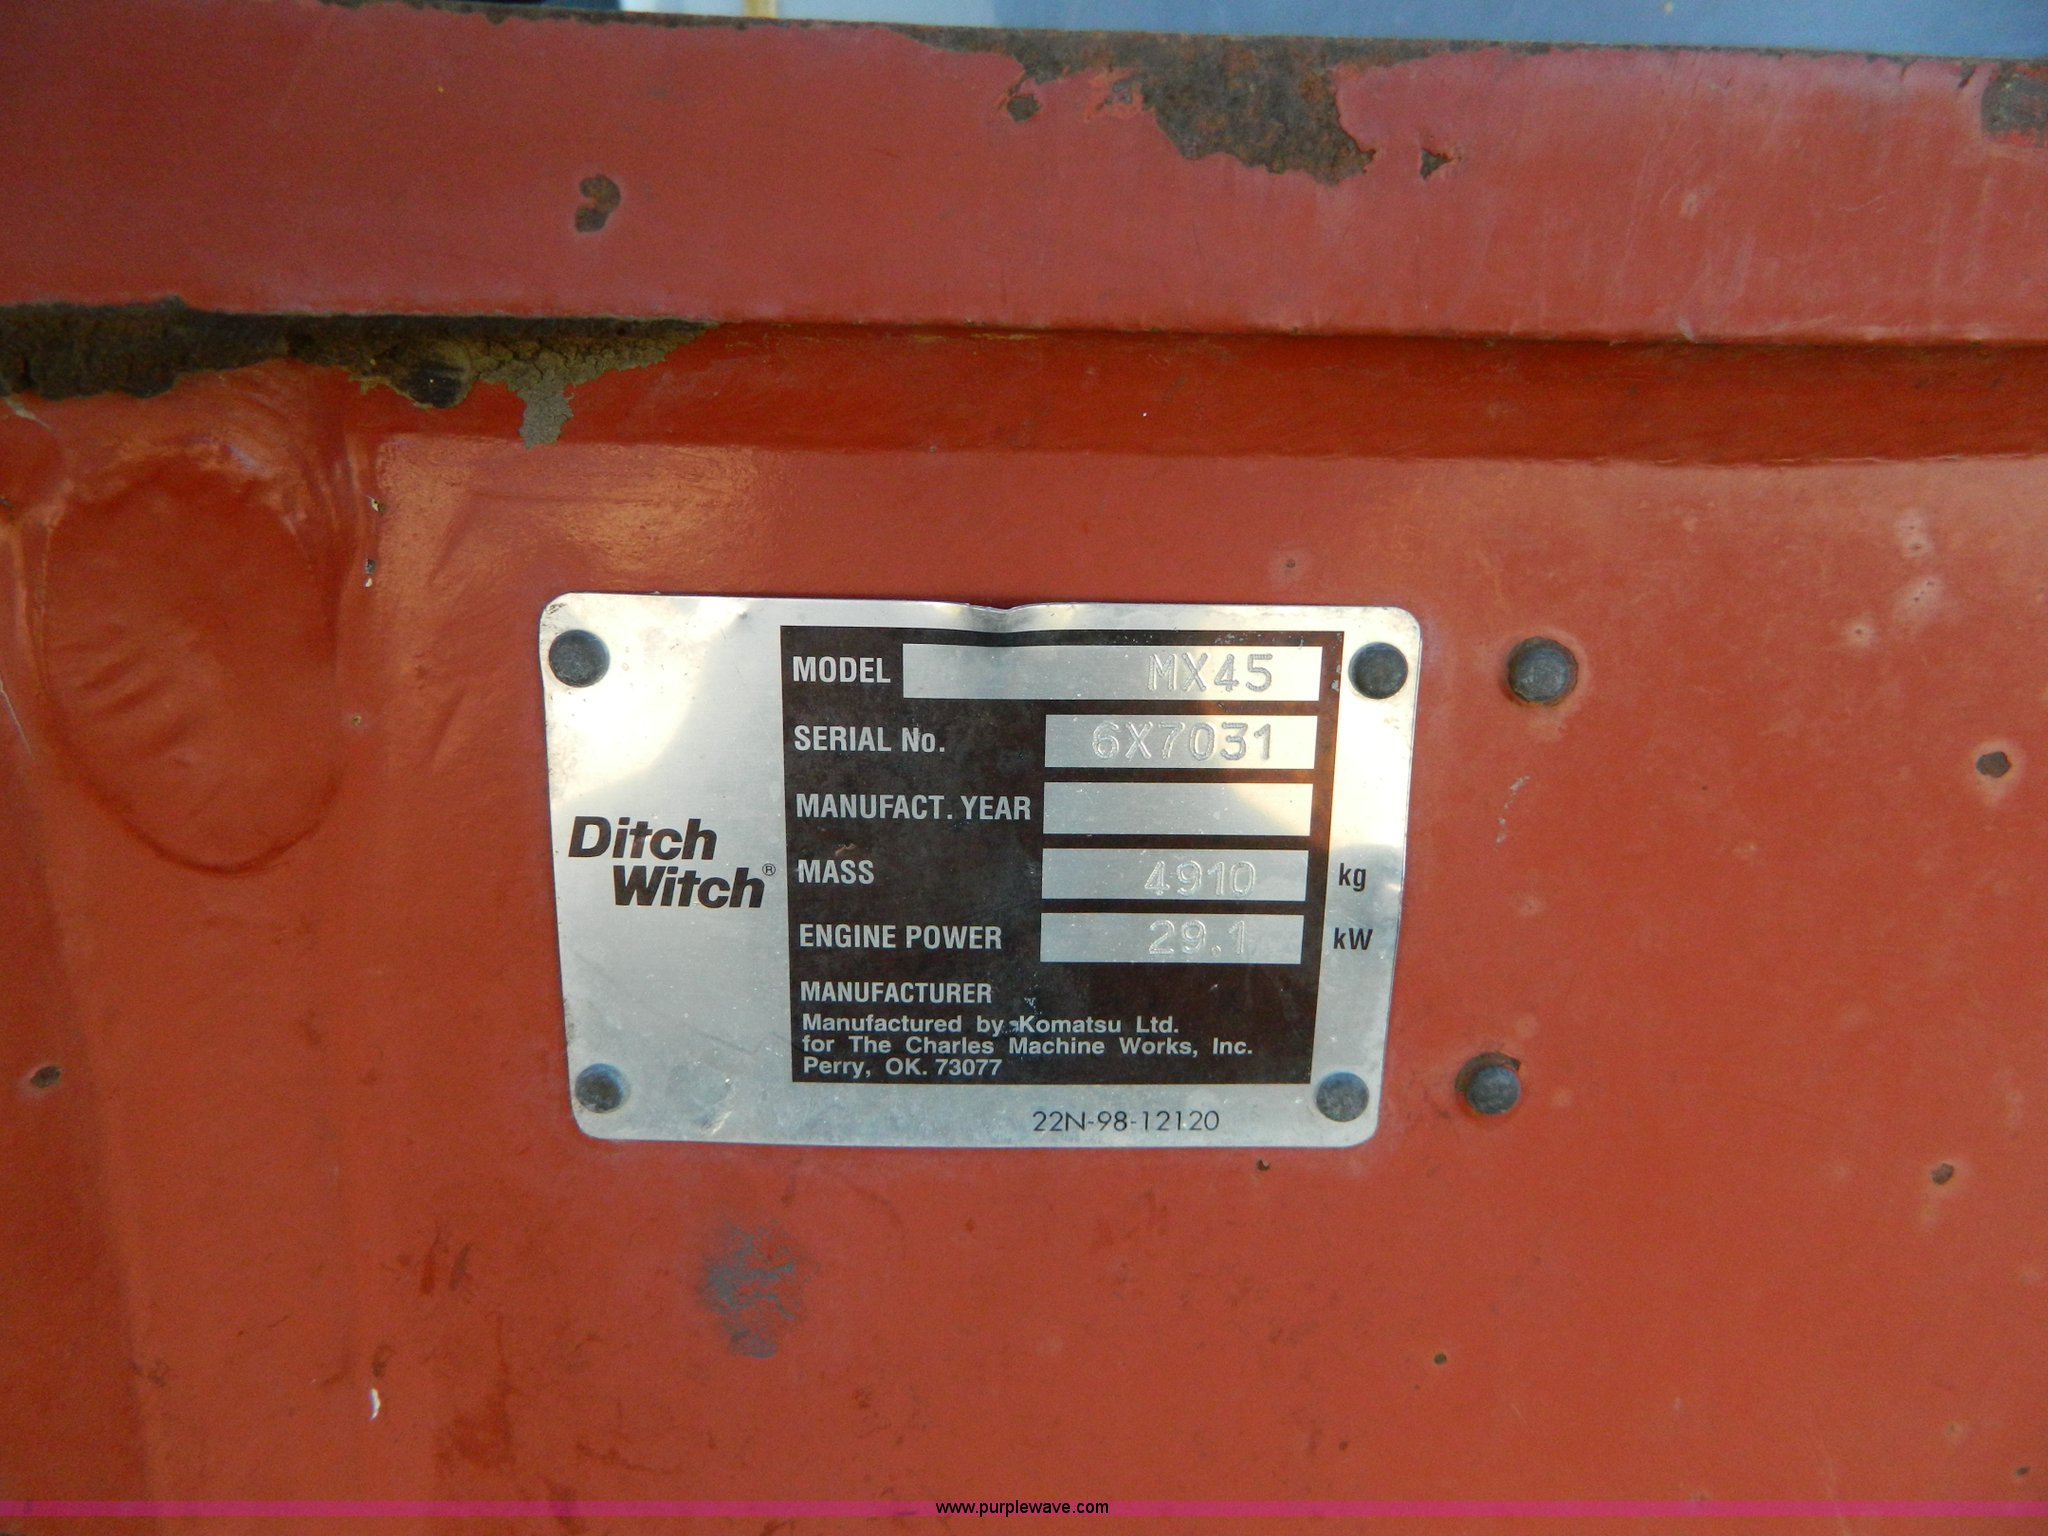 Ditch
Witch®
MODEL MX45
SERIAL No. 6X7031
MANUFACT. YEAR
MASS 4910 kg
ENGINE POWER 29.1 kW
MANUFACTURER
Manufactured by Komatsu Ltd.
for The Charles Machine Works, Inc.
Perry, OK. 73077
22N-98-12120
www.purplewave.com